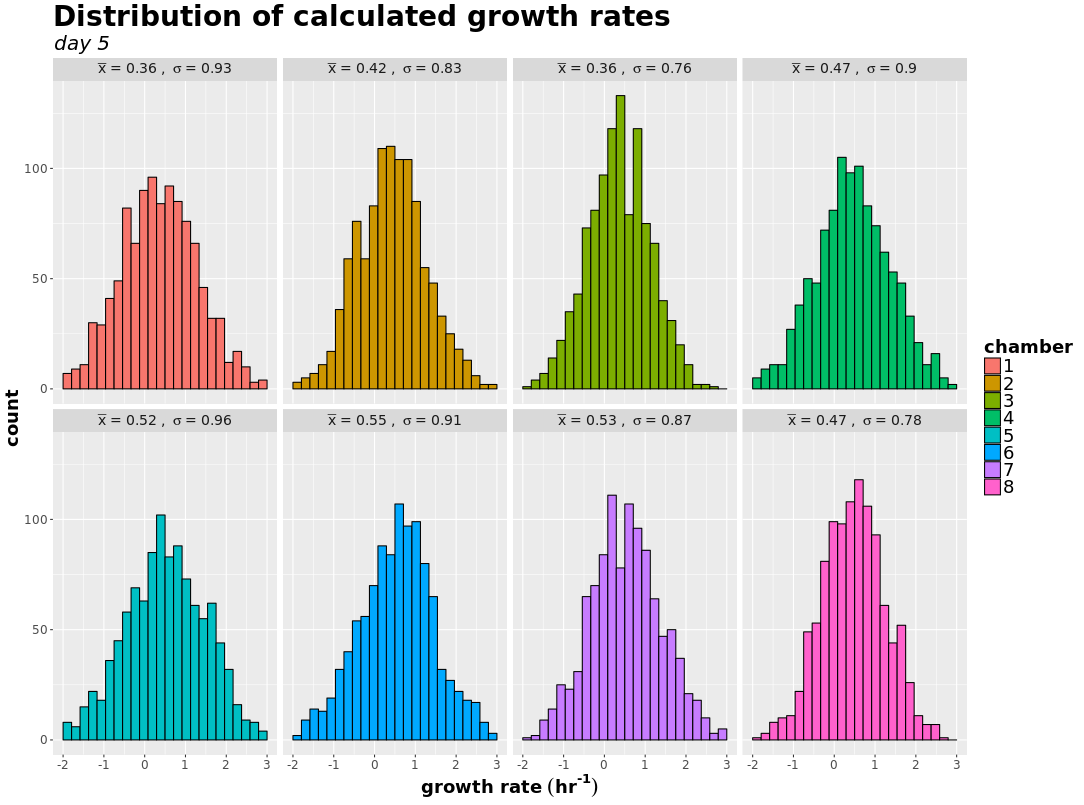 Distribution of calculated growth rates
day 5
x̅ = 0.36 , σ = 0.93
x̅ = 0.42 , σ = 0.83
x̅ = 0.36 , σ = 0.76
x̅ = 0.47 , σ = 0.9
100
50
0
x̅ = 0.52 , σ = 0.96
x̅ = 0.55 , σ = 0.91
x̅ = 0.53 , σ = 0.87
x̅ = 0.47 , σ = 0.78
100
50
0
-2 -1 0 1 2 3
-2 -1 0 1 2 3
-2 -1 0 1 2 3
-2 -1 0 1 2 3
growth rate (hr⁻¹)
count
chamber
1
2
3
4
5
6
7
8